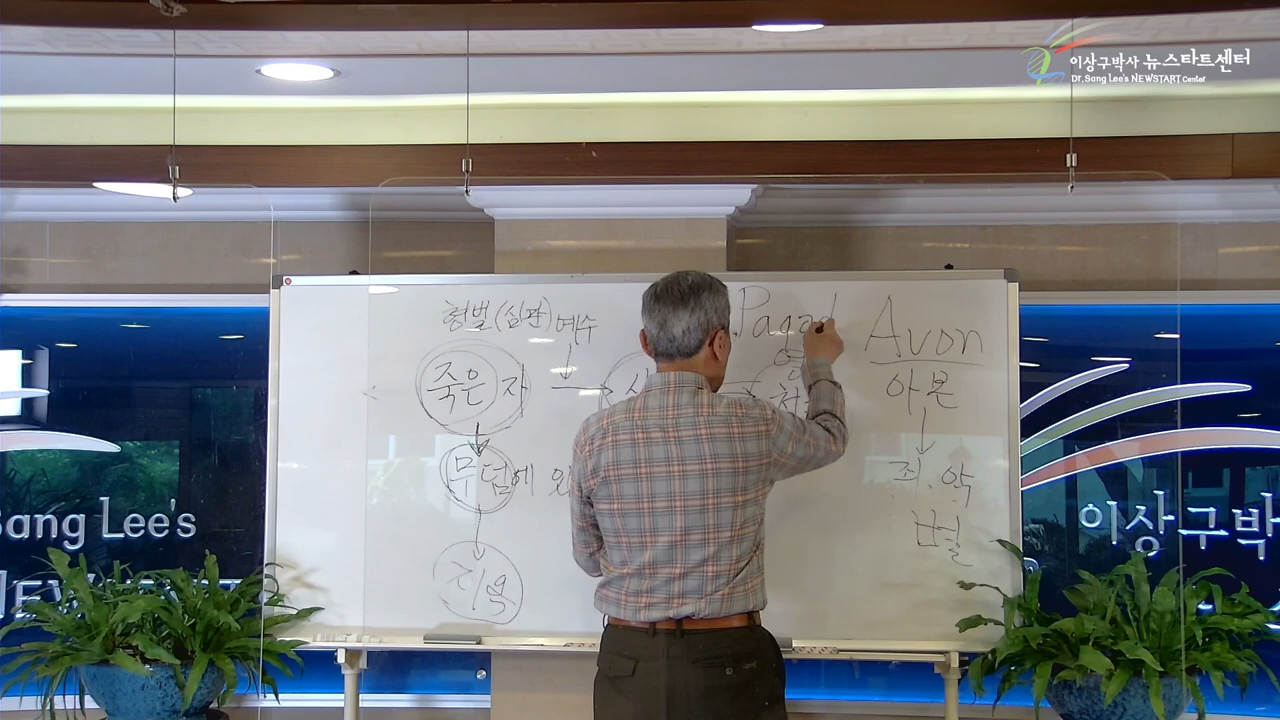 이상구박사 뉴스타트센터
Dr. Sang Lee's NEWSTART Center
형벌 (심판) 예수
Pagad
Avon
죽은 자
아본
무덤에
죄. 악
벌
지옥
Sang Lee's
이상구박